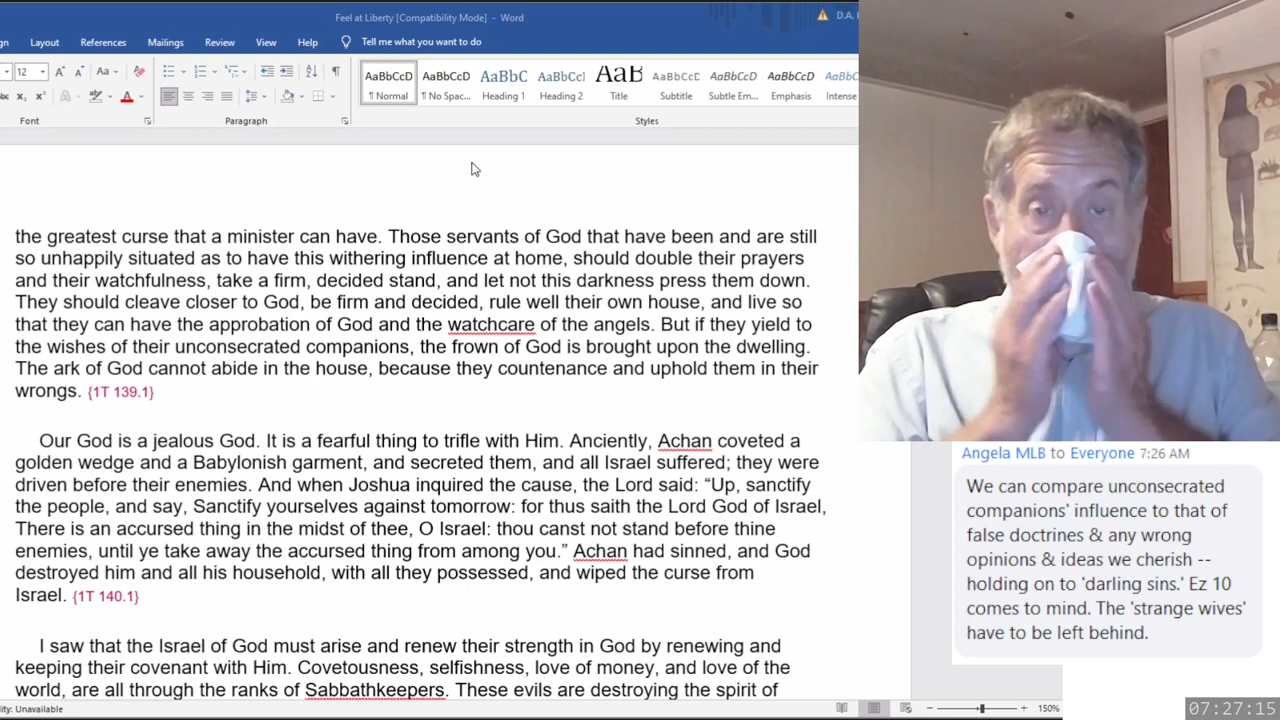 Feel at Liberty [Compatibility Mode] - Word
D.A.
Layout References Mailings Review View Help Tell me what you want to do
12 Aa
AaBbCcD AaBbCcD AaBbC AaBbCcI AaB AaBbCcD AaBbCcD AaBbCcD
¶ Normal ¶ No Spac... Heading 1 Heading 2 Title Subtitle Subtle Em... Emphasis Intense
Font Paragraph Styles
the greatest curse that a minister can have. Those servants of God that have been and are still
so unhappily situated as to have this withering influence at home, should double their prayers
and their watchfulness, take a firm, decided stand, and let not this darkness press them down.
They should cleave closer to God, be firm and decided, rule well their own house, and live so
that they can have the approbation of God and the watchcare of the angels. But if they yield to
the wishes of their unconsecrated companions, the frown of God is brought upon the dwelling.
The ark of God cannot abide in the house, because they countenance and uphold them in their
wrongs. {1T 139.1}
Our God is a jealous God. It is a fearful thing to trifle with Him. Anciently, Achan coveted a
golden wedge and a Babylonish garment, and secreted them, and all Israel suffered; they were
driven before their enemies. And when Joshua inquired the cause, the Lord said: “Up, sanctify
the people, and say, Sanctify yourselves against tomorrow: for thus saith the Lord God of Israel,
There is an accursed thing in the midst of thee, O Israel: thou canst not stand before thine
enemies, until ye take away the accursed thing from among you.” Achan had sinned, and God
destroyed him and all his household, with all they possessed, and wiped the curse from
Israel. {1T 140.1}
I saw that the Israel of God must arise and renew their strength in God by renewing and
keeping their covenant with Him. Covetousness, selfishness, love of money, and love of the
world, are all through the ranks of Sabbathkeepers. These evils are destroying the spirit of
Angela MLB to Everyone 7:26 AM
We can compare unconsecrated
companions' influence to that of
false doctrines & any wrong
opinions & ideas we cherish --
holding on to 'darling sins.' Ez 10
comes to mind. The 'strange wives'
have to be left behind.
Unavailable
150%
07:27:15